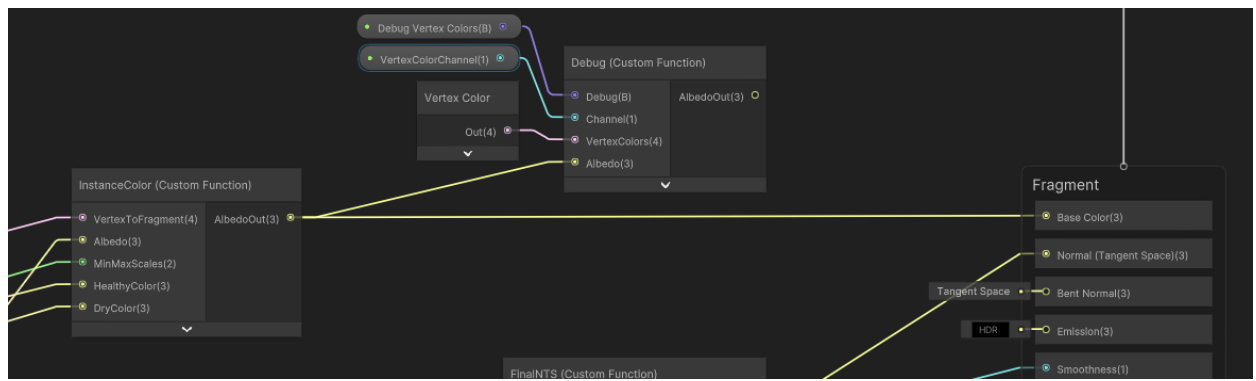 Debug Vertex Colors(B)
VertexColorChannel(1)
Vertex Color
Out(4)
Debug (Custom Function)
Debug(B) AlbedoOut(3)
Channel(1)
VertexColors(4)
Albedo(3)
InstanceColor (Custom Function)
VertexToFragment(4) AlbedoOut(3)
Albedo(3)
MinMaxScales(2)
HealthyColor(3)
DryColor(3)
Fragment
Base Color(3)
Normal (Tangent Space)(3)
Tangent Space Bent Normal(3)
HDR Emission(3)
Smoothness(1)
FinalNTS (Custom Function)